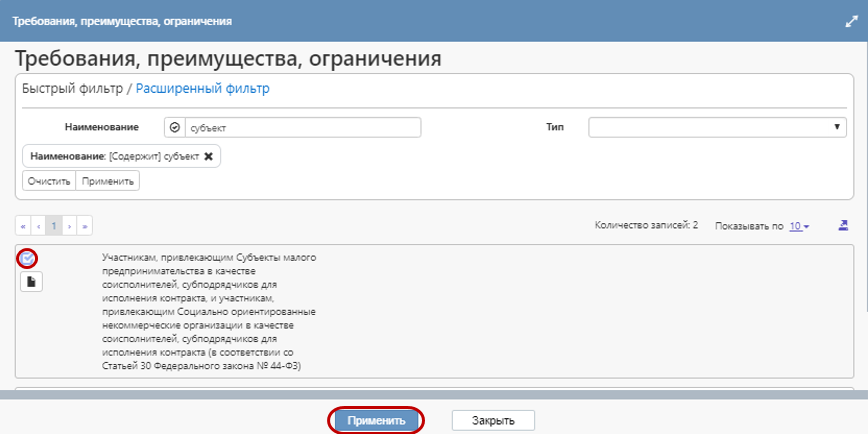 Требования, преимущества, ограничения
Требования, преимущества, ограничения
Быстрый фильтр / Расширенный фильтр
Наименование субъект Тип
Наименование: [Содержит] субъект ✖
Очистить Применить
« ‹ 1 › » Количество записей: 2 Показывать по 10
Участникам, привлекающим Субъекты малого
предпринимательства в качестве
соисполнителей, субподрядчиков для
исполнения контракта, и участникам,
привлекающим Социально ориентированные
некоммерческие организации в качестве
соисполнителей, субподрядчиков для
исполнения контракта (в соответствии со
Статьей 30 Федерального закона № 44-ФЗ)
Применить Закрыть